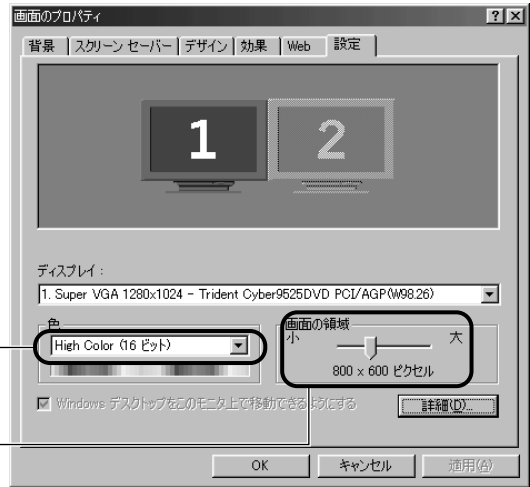 画面のプロパティ
背景 スクリーン セーバー デザイン 効果 Web 設定
1 2
ディスプレイ :
1. Super VGA 1280x1024 - Trident Cyber9525DVD PCI/AGP(W98.26)
色
High Color (16 ビット)
画面の領域
小 大
800 x 600 ピクセル
Windows デスクトップをこのモニタ上で移動できるようにする
詳細(D)...
OK キャンセル 適用(A)